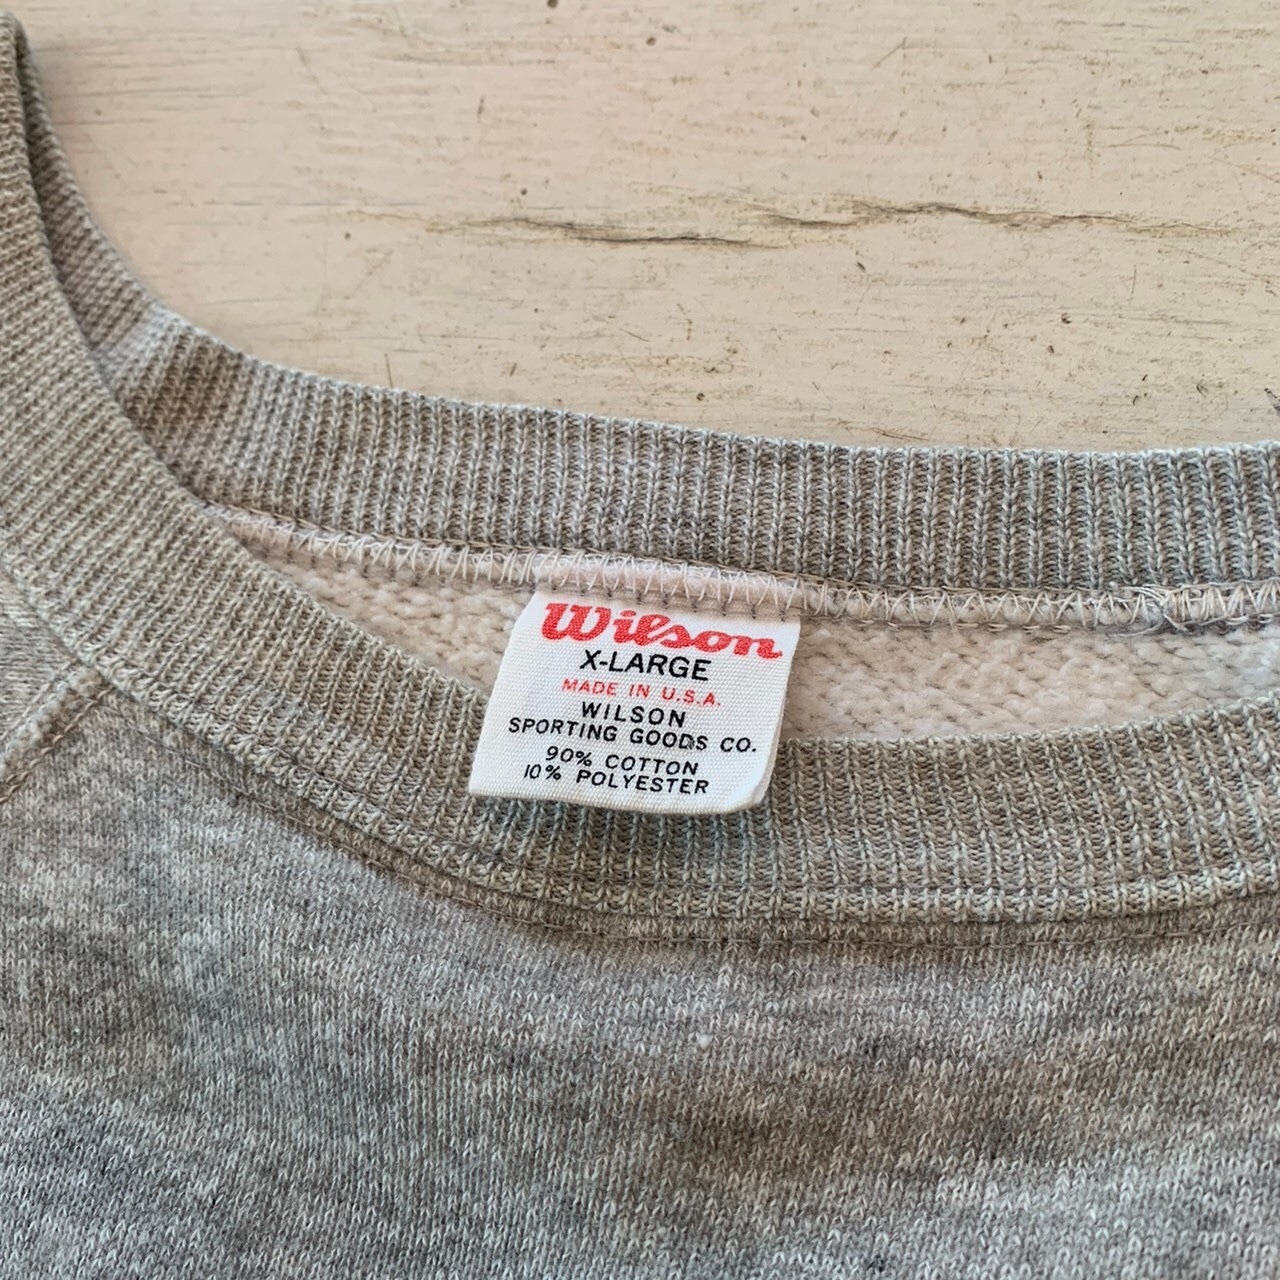 Wilson
X-LARGE
MADE IN U.S.A.
WILSON
SPORTING GOODS CO.
90% COTTON
10% POLYESTER